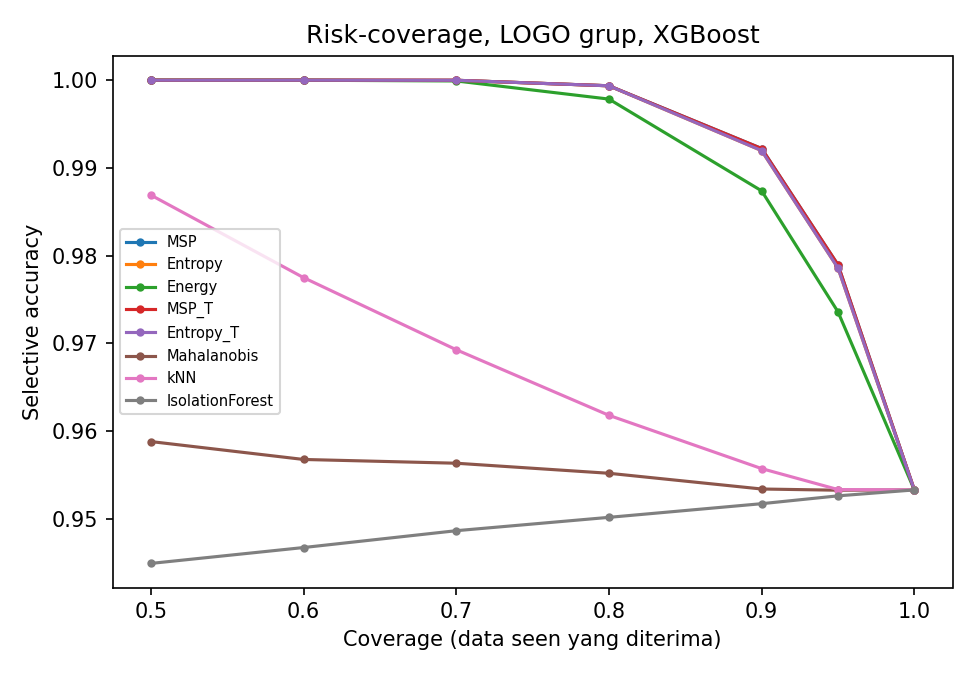 Risk-coverage, LOGO grup, XGBoost
Selective accuracy
1.00
0.99
0.98
0.97
0.96
0.95
MSP
Entropy
Energy
MSP_T
Entropy_T
Mahalanobis
kNN
IsolationForest
0.5 0.6 0.7 0.8 0.9 1.0
Coverage (data seen yang diterima)